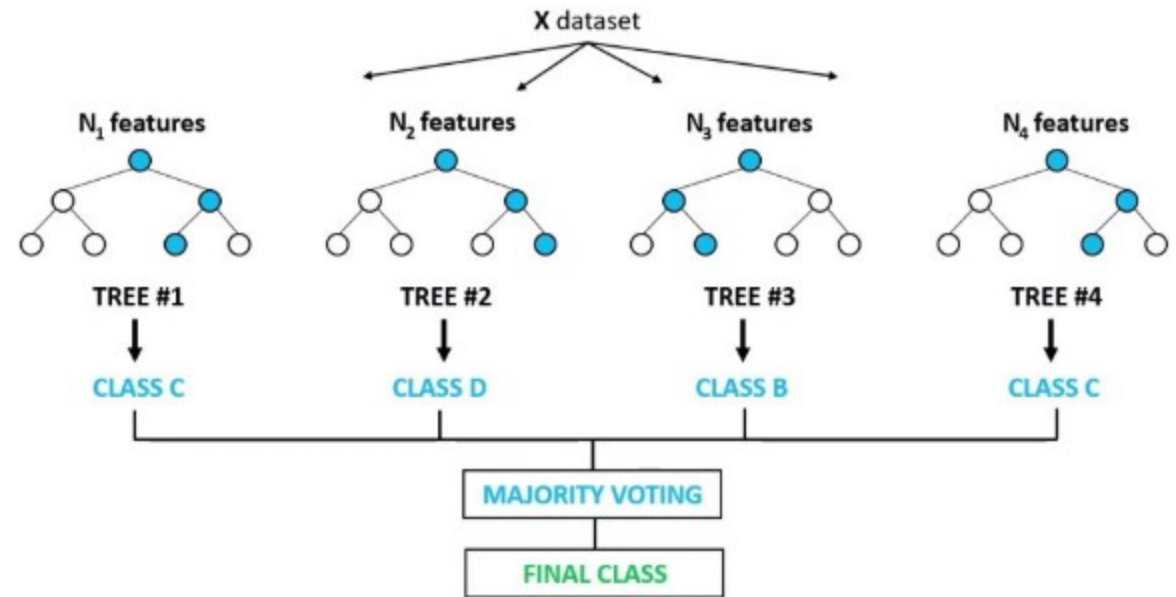 X dataset
N₁ features
N₂ features
N₃ features
N₄ features
TREE #1
TREE #2
TREE #3
TREE #4
CLASS C
CLASS D
CLASS B
CLASS C
MAJORITY VOTING
FINAL CLASS